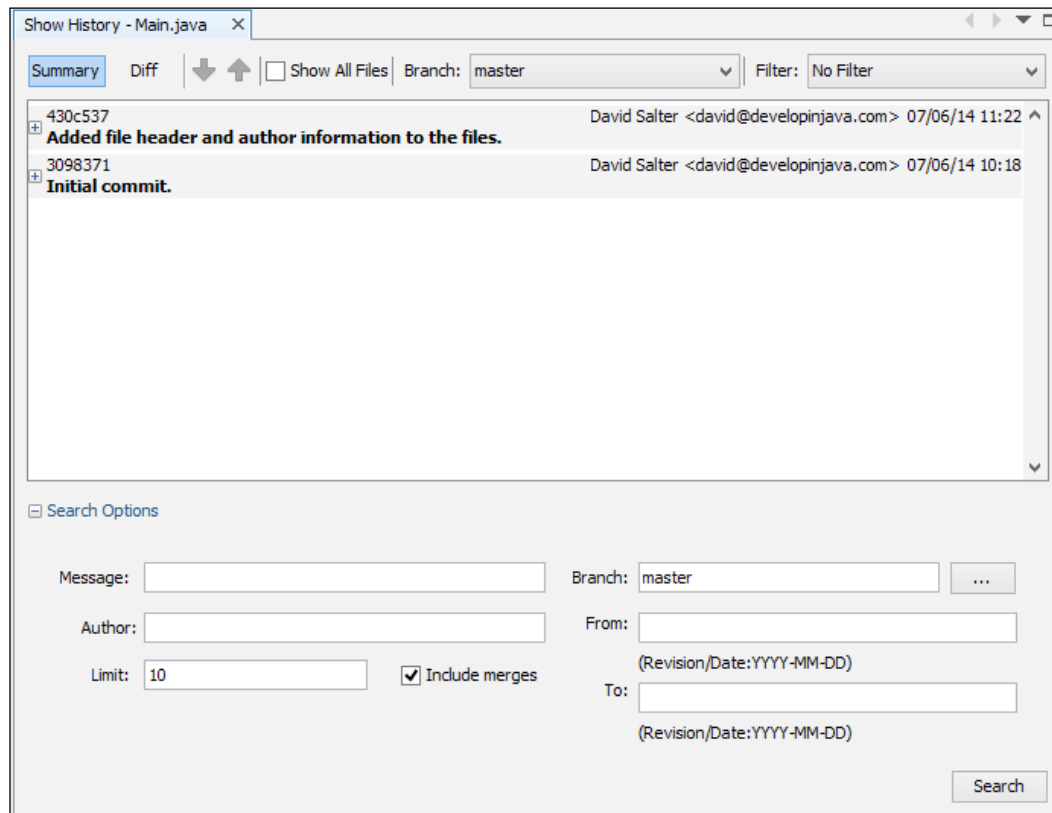 Show History - Main.java
Summary Diff Show All Files Branch: master Filter: No Filter
430c537 David Salter <david@developinjava.com> 07/06/14 11:22
Added file header and author information to the files.
3098371 David Salter <david@developinjava.com> 07/06/14 10:18
Initial commit.
Search Options
Message: Branch: master ...
Author: From:
(Revision/Date:YYYY-MM-DD)
Limit: 10 Include merges
To:
(Revision/Date:YYYY-MM-DD)
Search